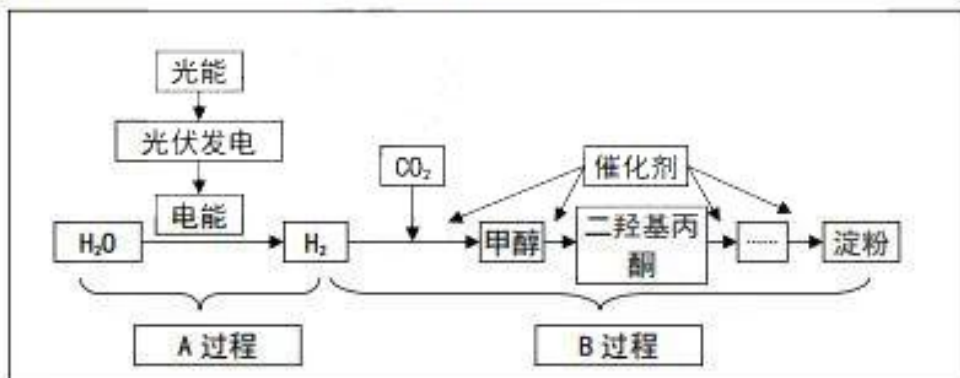 光能
光伏发电
电能
CO₂
催化剂
H₂O
H₂
甲醇
二羟基丙
酮
……
淀粉
A 过程
B 过程